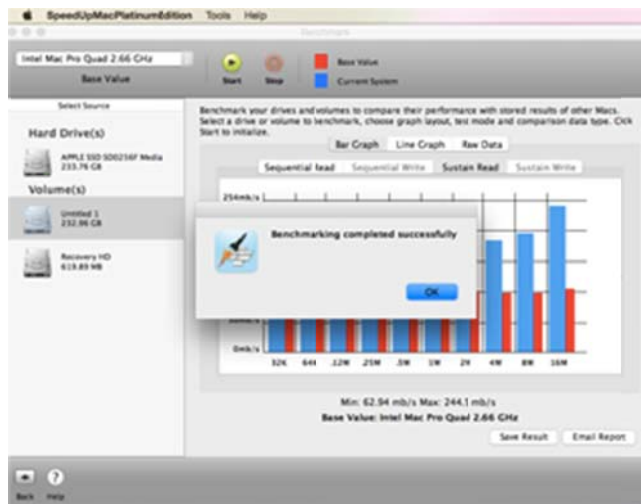 SpeedUpMacPlatinumEdition Tools Help
Benchmark
Intel Mac Pro Quad 2.66 GHz
Base Value
Start Stop
Base Value
Current System
Select Source
Hard Drive(s)
APPLE SSD SD0256F Media
233.76 GB
Volume(s)
Untitled 1
232.96 GB
Recovery HD
619.89 MB
Benchmark your drives and volumes to compare their performance with stored results of other Macs.
Select a drive or volume to benchmark, choose graph layout, test mode and comparison data type. Click
Start to initialize.
Bar Graph Line Graph Raw Data
Sequential Read Sequential Write Sustain Read Sustain Write
254mb/s
Benchmarking completed successfully
OK
0mb/s
32K 64K .12M .25M .5M 1M 2M 4M 8M 16M
Min: 62.94 mb/s Max: 244.1 mb/s
Base Value: Intel Mac Pro Quad 2.66 GHz
Save Result Email Report
Back Help